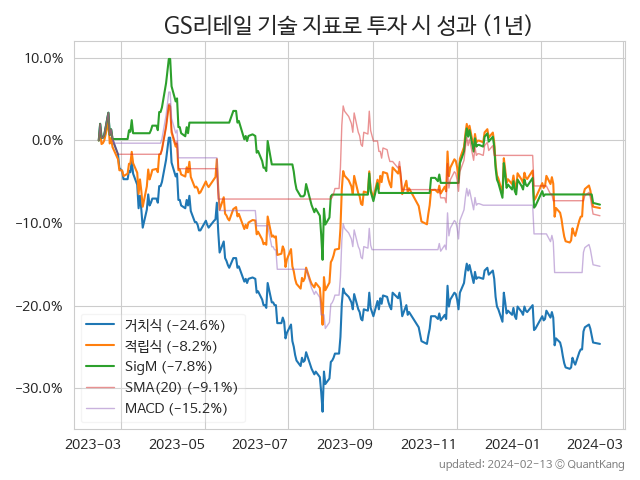 GS리테일 기술 지표로 투자 시 성과 (1년)
10.0%
0.0%
−10.0%
−20.0%
−30.0%
거치식 (−24.6%)
적립식 (−8.2%)
SigM (−7.8%)
SMA(20) (−9.1%)
MACD (−15.2%)
2023-03 2023-05 2023-07 2023-09 2023-11 2024-01 2024-03
updated: 2024-02-13 ⓒ QuantKang